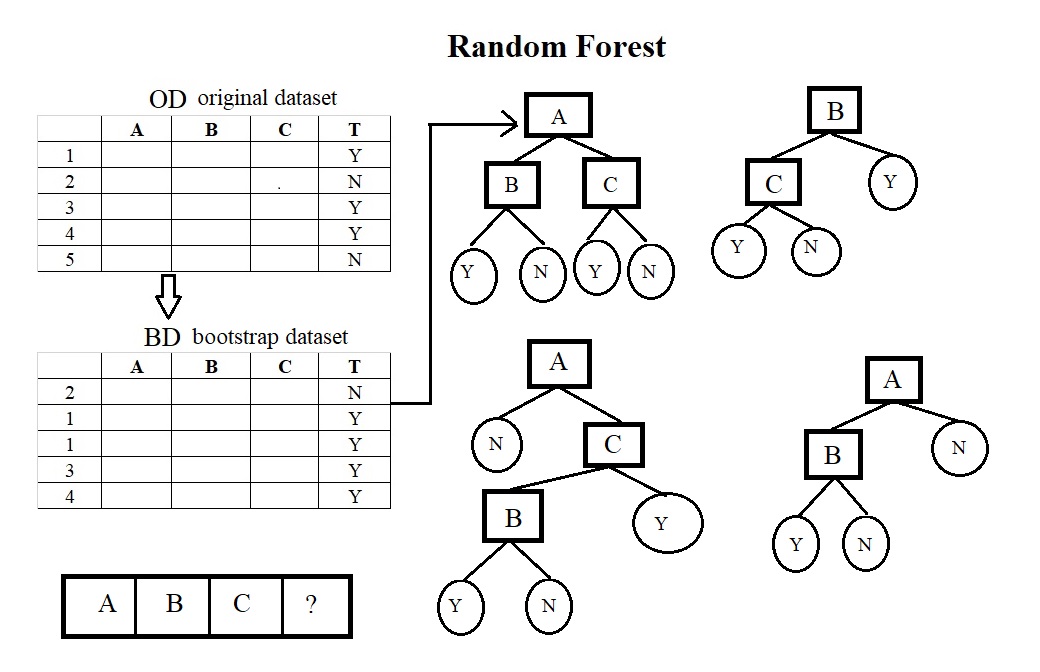 Random Forest
OD original dataset
A B C T
1 Y
2 N
3 Y
4 Y
5 N
BD bootstrap dataset
A B C T
2 N
1 Y
1 Y
3 Y
4 Y
A B C ?
A
B C
Y N Y N
B
C Y
Y N
A
N C
B Y
Y N
A
B N
Y N